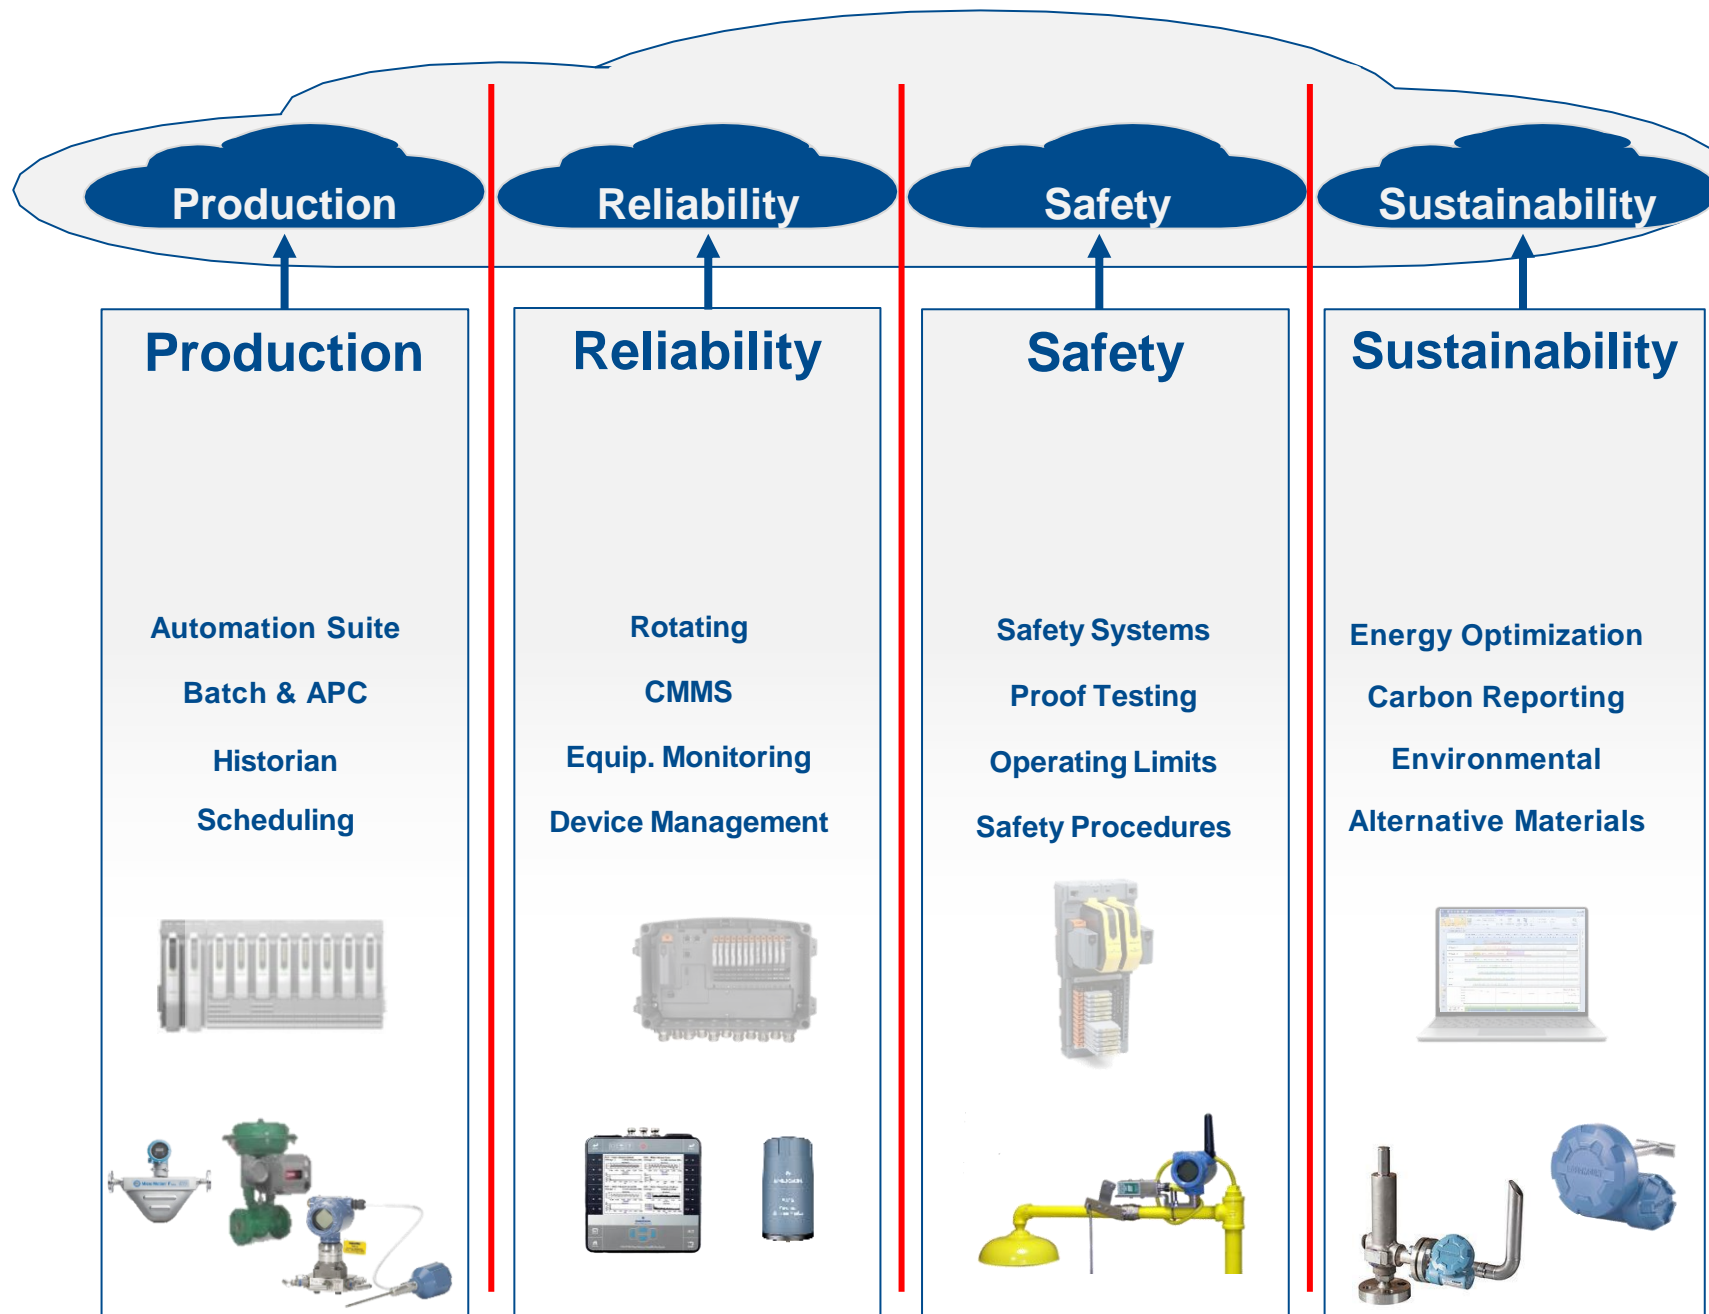 Production
Reliability
Safety
Sustainability
Production
Reliability
Safety
Sustainability
Automation Suite
Batch & APC
Historian
Scheduling
Rotating
CMMS
Equip. Monitoring
Device Management
Safety Systems
Proof Testing
Operating Limits
Safety Procedures
Energy Optimization
Carbon Reporting
Environmental
Alternative Materials